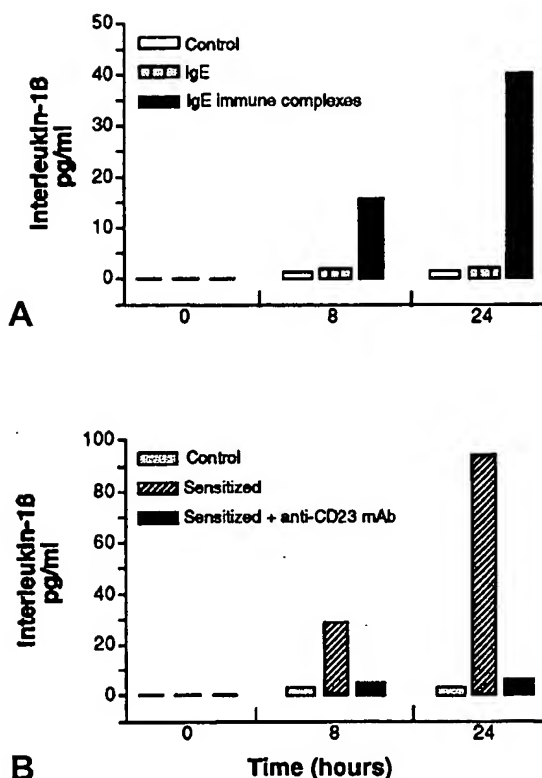 50
40
30
20
10
0
Interleukin-1ß
pg/ml
Control
IgE
IgE immune complexes
A
0 8 24
100
80
60
40
20
0
Interleukin-1ß
pg/ml
Control
Sensitized
Sensitized + anti-CD23 mAb
0 8 24
B
Time (hours)